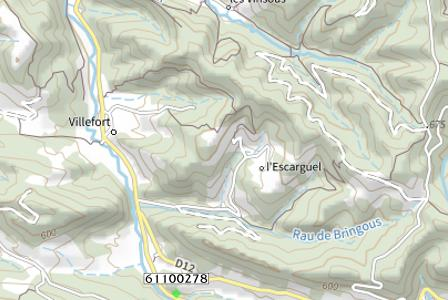 les Vinsous
Villefort
675
l'Escarguel
Rau de Bringous
600
D12
61100278
600